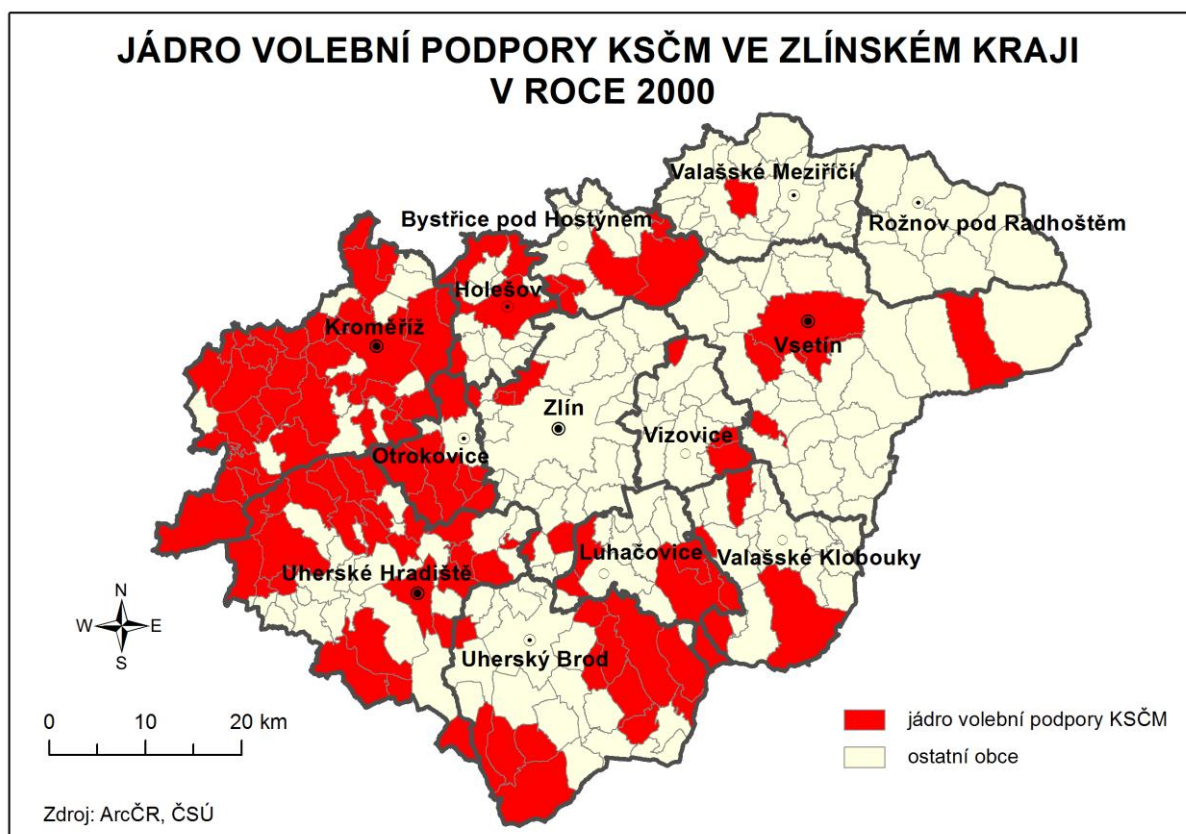 JÁDRO VOLEBNÍ PODPORY KSČM VE ZLÍNSKÉM KRAJI
V ROCE 2000
Valašské Meziříčí
Bystřice pod Hostýnem
Rožnov pod Radhoštěm
Holešov
Kroměříž
Vsetín
Zlín
Vizovice
Otrokovice
Luhačovice
Valašské Klobouky
Uherské Hradiště
Uherský Brod
N
W E
S
0 10 20 km
jádro volební podpory KSČM
ostatní obce
Zdroj: ArcČR, ČSÚ